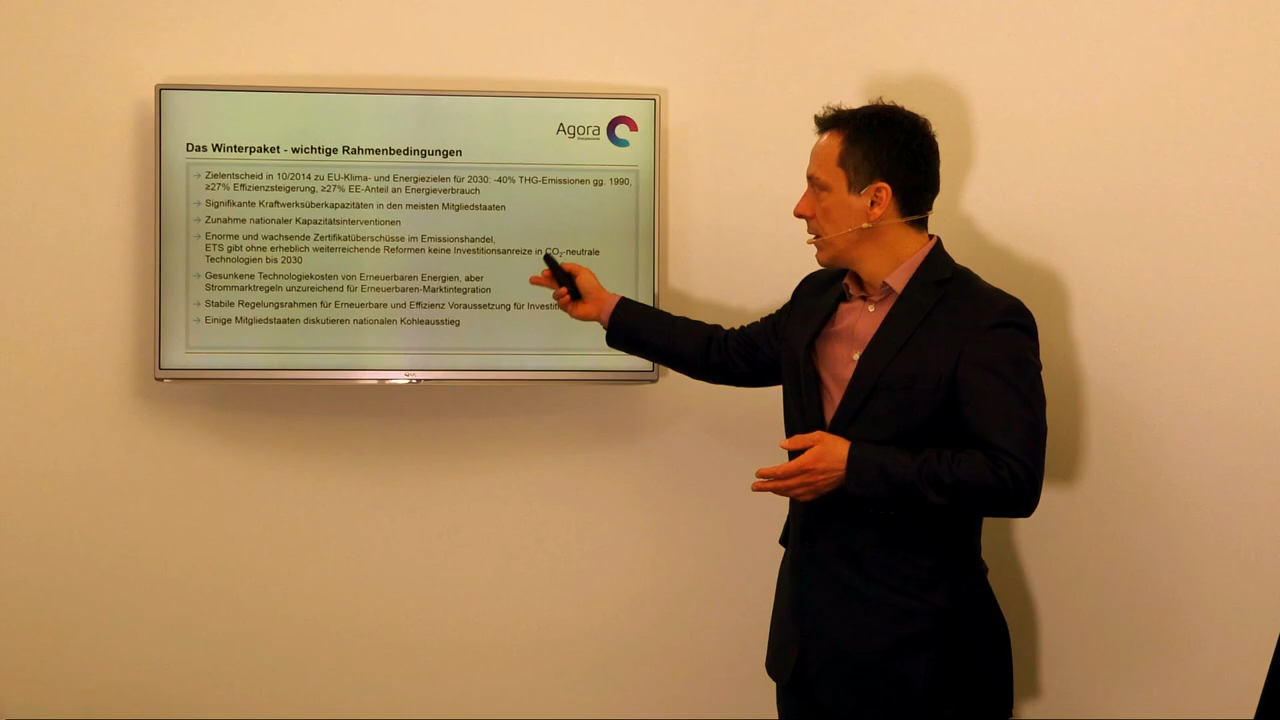 Agora
Das Winterpaket - wichtige Rahmenbedingungen
→ Zielentscheid in 10/2014 zu EU-Klima- und Energiezielen für 2030: -40% THG-Emissionen gg. 1990,
≥27% Effizienzsteigerung, ≥27% EE-Anteil an Energieverbrauch
→ Signifikante Kraftwerksüberkapazitäten in den meisten Mitgliedstaaten
→ Zunahme nationaler Kapazitätsinterventionen
→ Enorme und wachsende Zertifikatüberschüsse im Emissionshandel,
ETS gibt ohne erheblich weiterreichende Reformen keine Investitionsanreize in CO₂-neutrale
Technologien bis 2030
→ Gesunkene Technologiekosten von Erneuerbaren Energien, aber
Strommarktregeln unzureichend für Erneuerbaren-Marktintegration
→ Stabile Regelungsrahmen für Erneuerbare und Effizienz Voraussetzung für
→ Einige Mitgliedstaaten diskutieren nationalen Kohleausstieg